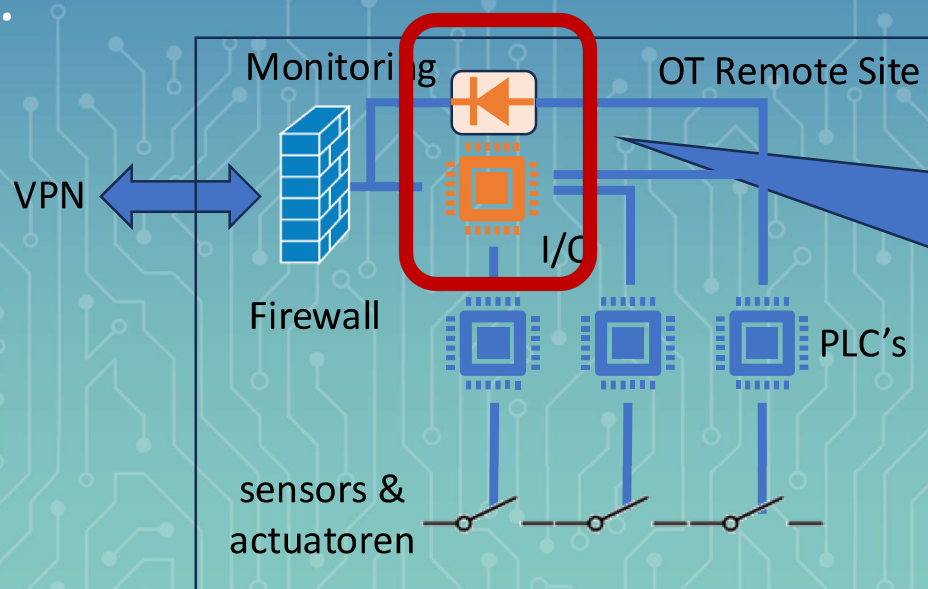 Monitoring
OT Remote Site
VPN
I/O
Firewall
PLC's
sensors &
actuatoren